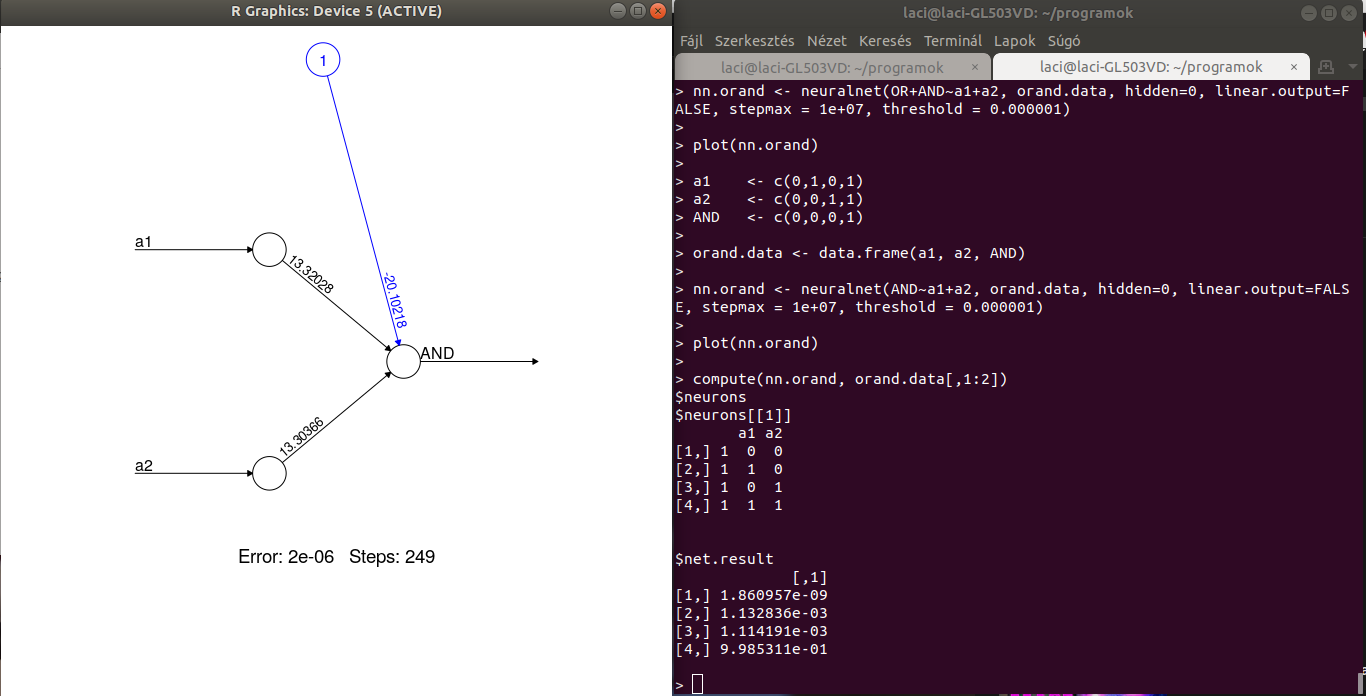 R Graphics: Device 5 (ACTIVE)
1
a1
13.32028
-20.10218
AND
a2
13.30366
Error: 2e-06   Steps: 249
laci@laci-GL503VD: ~/programok
Fájl Szerkesztés Nézet Keresés Terminál Lapok Súgó
laci@laci-GL503VD: ~/programok × laci@laci-GL503VD: ~/programok ×
> nn.orand <- neuralnet(OR+AND~a1+a2, orand.data, hidden=0, linear.output=F
ALSE, stepmax = 1e+07, threshold = 0.000001)
>
> plot(nn.orand)
>
> a1    <- c(0,1,0,1)
> a2    <- c(0,0,1,1)
> AND   <- c(0,0,0,1)
>
> orand.data <- data.frame(a1, a2, AND)
>
> nn.orand <- neuralnet(AND~a1+a2, orand.data, hidden=0, linear.output=FALS
E, stepmax = 1e+07, threshold = 0.000001)
>
> plot(nn.orand)
>
> compute(nn.orand, orand.data[,1:2])
$neurons
$neurons[[1]]
       a1 a2
[1,] 1  0  0
[2,] 1  1  0
[3,] 1  0  1
[4,] 1  1  1
$net.result
             [,1]
[1,] 1.860957e-09
[2,] 1.132836e-03
[3,] 1.114191e-03
[4,] 9.985311e-01
>